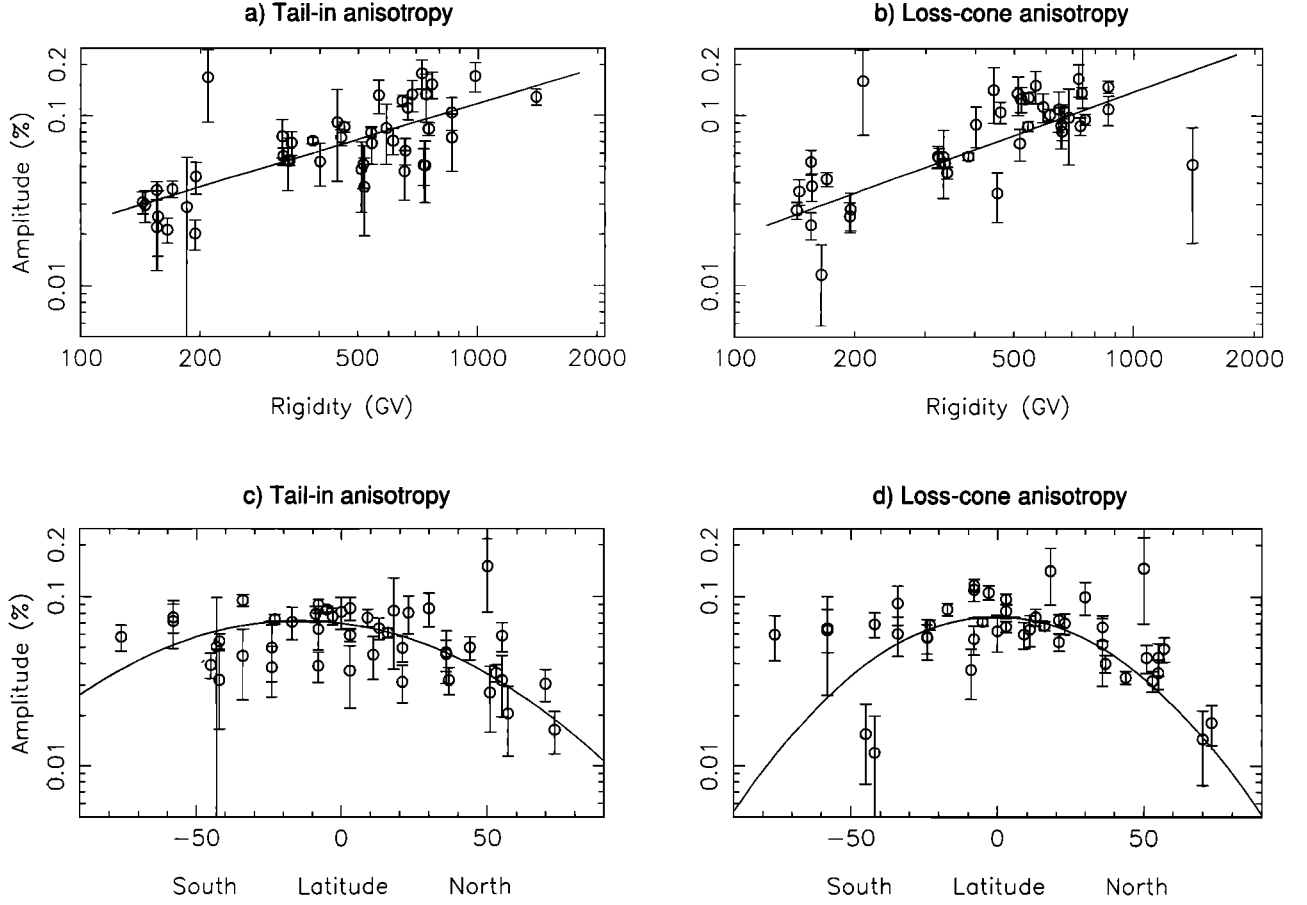 a) Tail-in anisotropy
0.2
0.1
0.01
Amplitude (%)
100 200 500 1000 2000
Rigidity (GV)
b) Loss-cone anisotropy
0.2
0.1
0.01
100 200 500 1000 2000
Rigidity (GV)
c) Tail-in anisotropy
0.2
0.1
0.01
Amplitude (%)
−50 0 50
South Latitude North
d) Loss-cone anisotropy
0.2
0.1
0.01
−50 0 50
South Latitude North